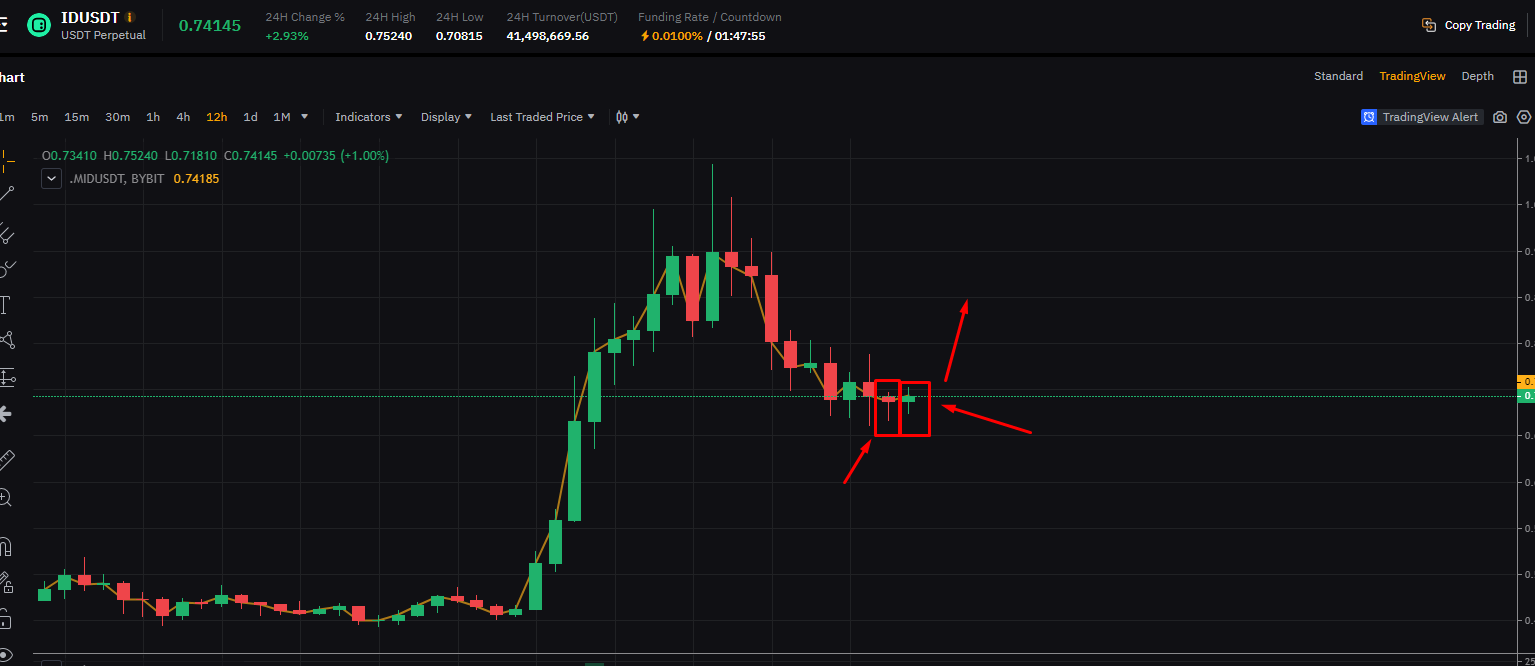 IDUSDT
USDT Perpetual
0.74145
24H Change %
+2.93%
24H High
0.75240
24H Low
0.70815
24H Turnover(USDT)
41,498,669.56
Funding Rate / Countdown
0.0100% / 01:47:55
Copy Trading
hart
Standard TradingView Depth
1m 5m 15m 30m 1h 4h 12h 1d 1M Indicators Display Last Traded Price
TradingView Alert
O0.73410 H0.75240 L0.71810 C0.74145 +0.00735 (+1.00%)
.MIDUSDT, BYBIT 0.74185